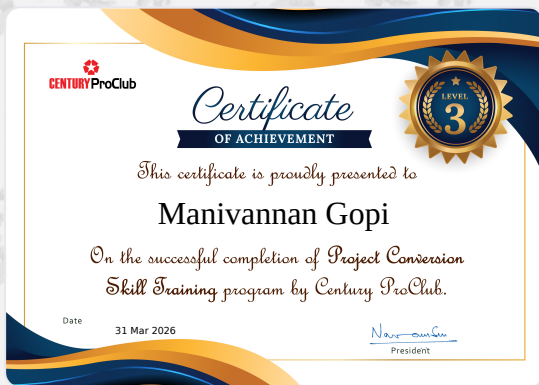 CENTURY ProClub
Certificate
OF ACHIEVEMENT
LEVEL
3
This certificate is proudly presented to
Manivannan Gopi
On the successful completion of Project Conversion
Skill Training program by Century ProClub.
Date
31 Mar 2026
President